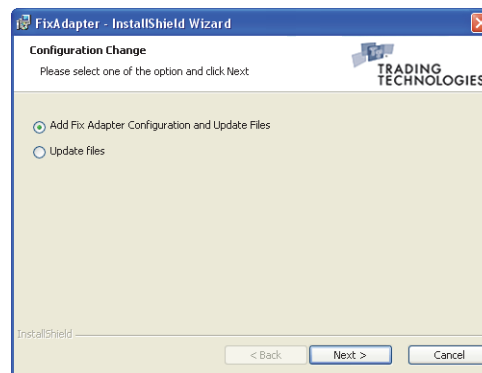 FixAdapter - InstallShield Wizard
Configuration Change
Please select one of the option and click Next
TRADING
TECHNOLOGIES
Add Fix Adapter Configuration and Update Files
Update files
InstallShield
< Back
Next >
Cancel